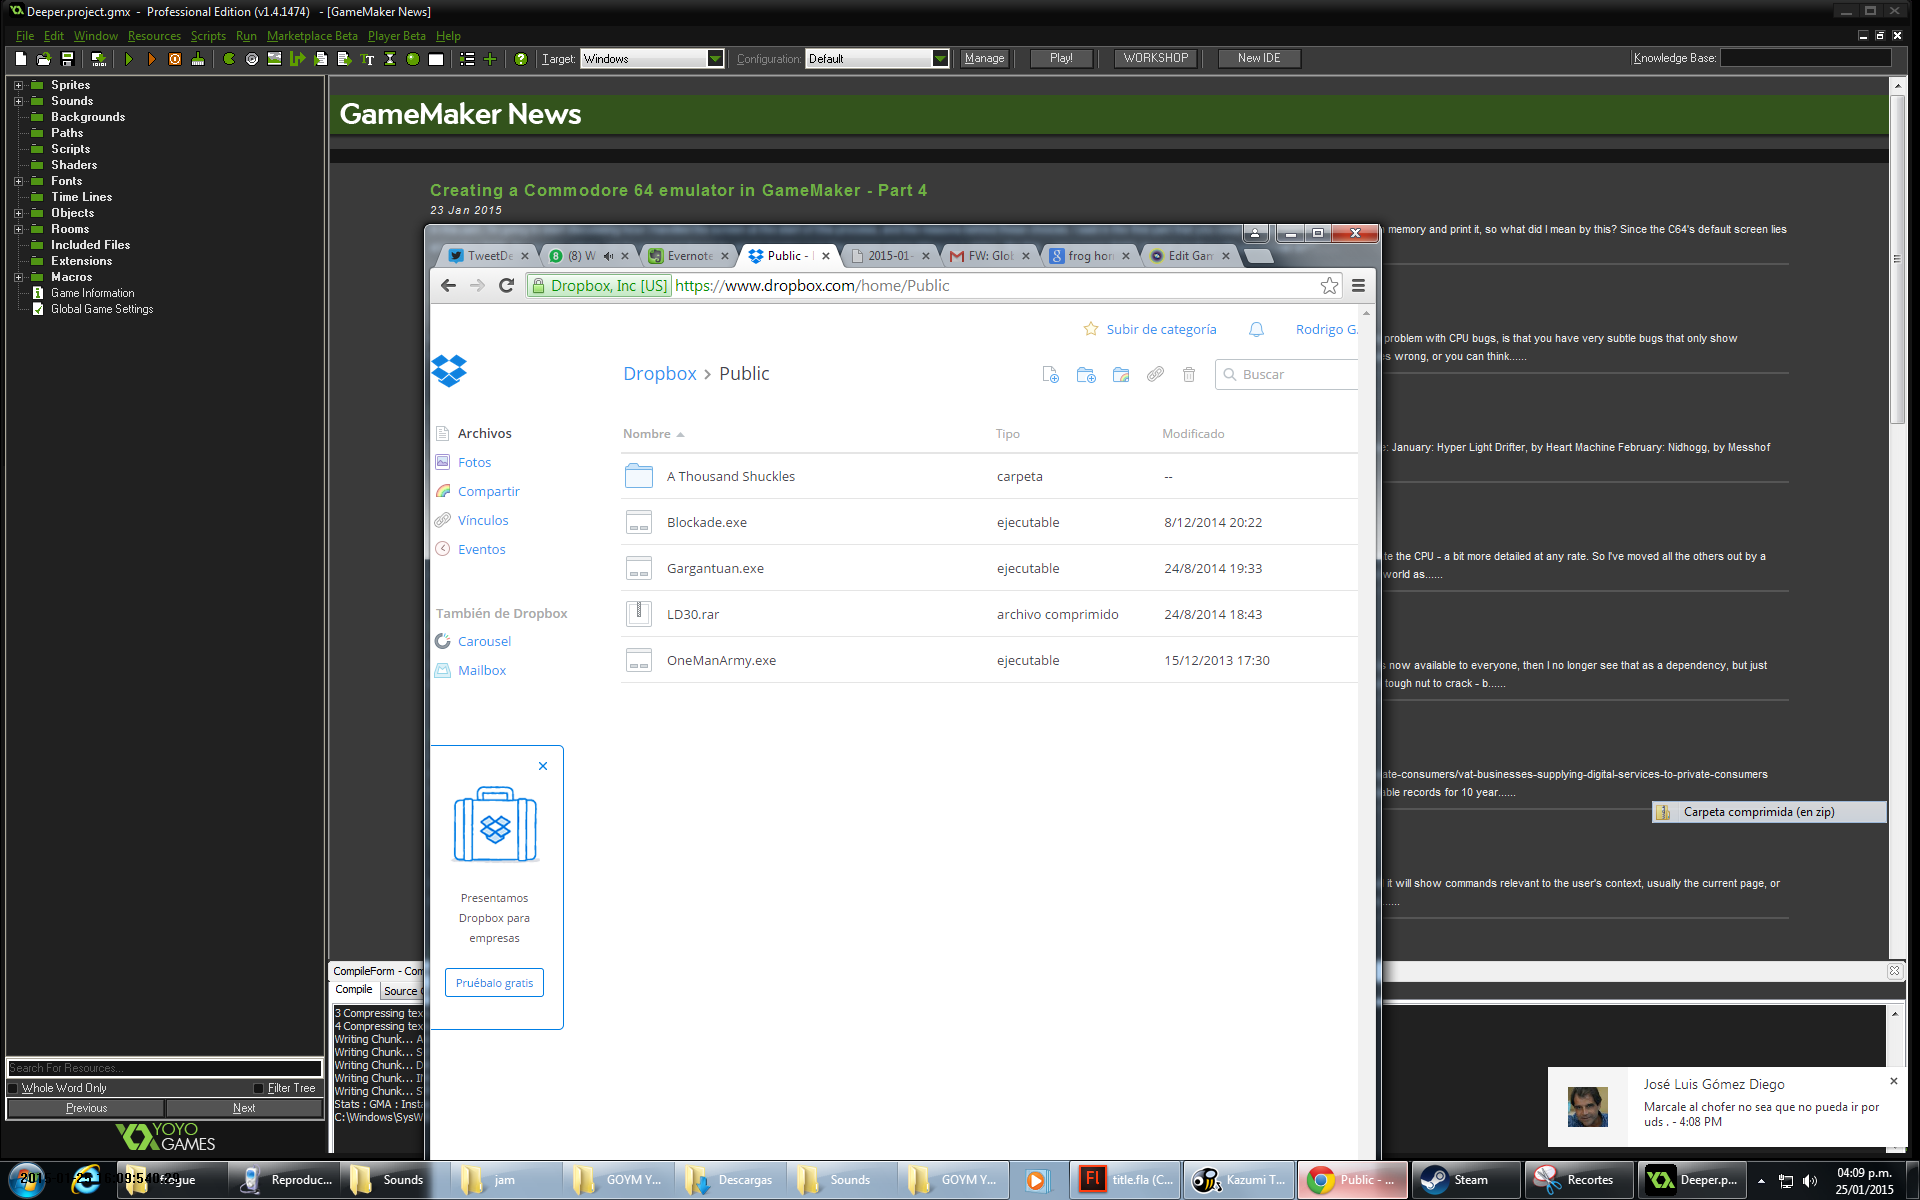 Deeper.project.gmx - Professional Edition (v1.4.1474) - [GameMaker News]
File Edit Window Resources Scripts Run Marketplace Beta Player Beta Help
Target: Windows Configuration: Default Manage Play! WORKSHOP New IDE Knowledge Base:
Sprites
Sounds
Backgrounds
Paths
Scripts
Shaders
Fonts
Time Lines
Objects
Rooms
Included Files
Extensions
Macros
Game Information
Global Game Settings
Search For Resources...
Whole Word Only Filter Tree
Previous Next
YOYO
GAMES
GameMaker News
Creating a Commodore 64 emulator in GameMaker - Part 4
23 Jan 2015
memory and print it, so what did I mean by this? Since the C64's default screen lies
problem with CPU bugs, is that you have very subtle bugs that only show
s wrong, or you can think......
: January: Hyper Light Drifter, by Heart Machine February: Nidhogg, by Messhof
te the CPU - a bit more detailed at any rate. So I've moved all the others out by a
world as......
s now available to everyone, then I no longer see that as a dependency, but just
tough nut to crack - b......
ate-consumers/vat-businesses-supplying-digital-services-to-private-consumers
able records for 10 year......
Carpeta comprimida (en zip)
it will show commands relevant to the user's context, usually the current page, or
......
TweetDe (8) W Evernote Public - 2015-01- FW: Glob frog hor Edit Gam
Dropbox, Inc [US] https://www.dropbox.com/home/Public
Subir de categoría Rodrigo G.
Dropbox > Public
Buscar
Archivos
Fotos
Compartir
Vínculos
Eventos
También de Dropbox
Carousel
Mailbox
Nombre Tipo Modificado
A Thousand Shuckles carpeta --
Blockade.exe ejecutable 8/12/2014 20:22
Gargantuan.exe ejecutable 24/8/2014 19:33
LD30.rar archivo comprimido 24/8/2014 18:43
OneManArmy.exe ejecutable 15/12/2013 17:30
Presentamos
Dropbox para
empresas
Pruébalo gratis
CompileForm - Com
Compile Source
3 Compressing tex
4 Compressing tex
Writing Chunk... A
Writing Chunk... S
Writing Chunk... D
Writing Chunk... I
Writing Chunk... S
Stats : GMA : Insta
C:\Windows\SysW
José Luis Gómez Diego
Marcale al chofer no sea que no pueda ir por
uds . - 4:08 PM
Reproduc... Sounds jam GOYM Y... Descargas Sounds GOYM Y... title.fla (C... Kazumi T... Public - ... Steam Recortes Deeper.p...
04:09 p.m.
25/01/2015